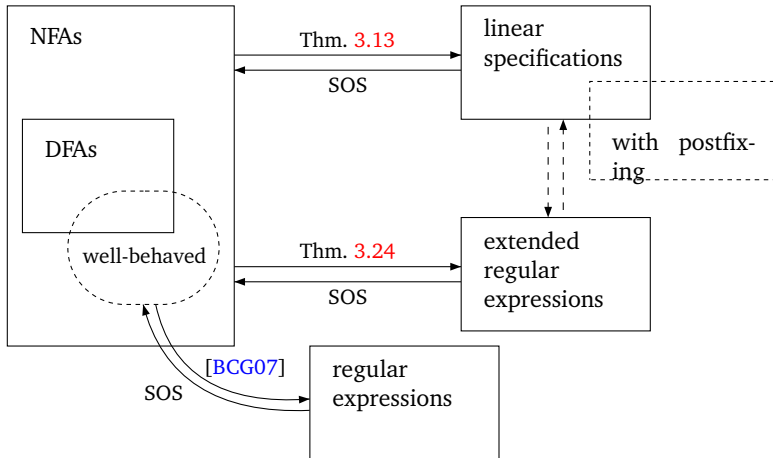 NFAs
Thm. 3.13
SOS
linear
specifications
DFAs
with postfix-
ing
well-behaved
Thm. 3.24
SOS
extended
regular
expressions
[BCG07]
SOS
regular
expressions